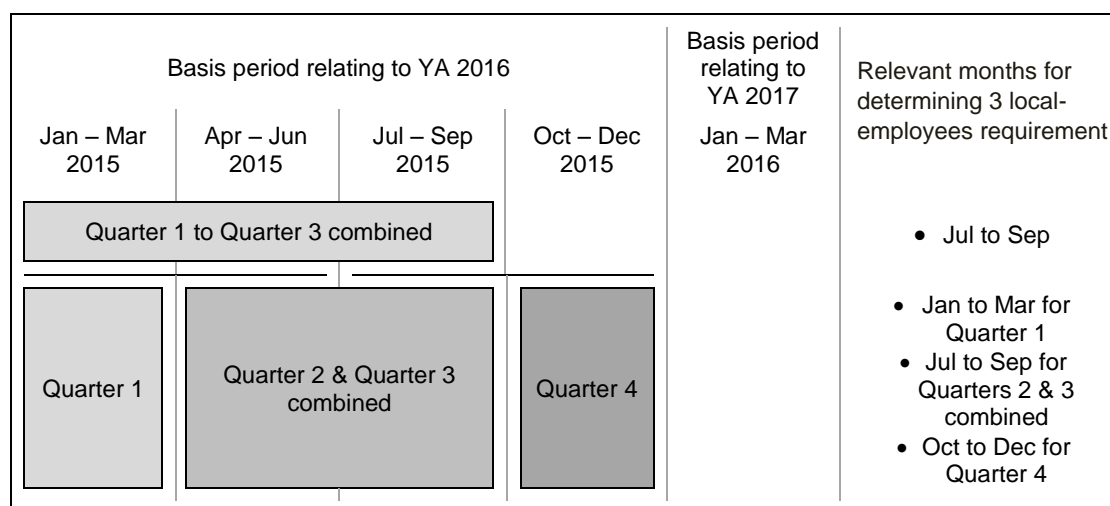 Basis period relating to YA 2016
Basis period
relating to
YA 2017
Relevant months for
determining 3 local-
employees requirement
Jan – Mar
2015
Apr – Jun
2015
Jul – Sep
2015
Oct – Dec
2015
Jan – Mar
2016
Quarter 1 to Quarter 3 combined
• Jul to Sep
Quarter 1
Quarter 2 & Quarter 3
combined
Quarter 4
• Jan to Mar for
Quarter 1
• Jul to Sep for
Quarters 2 & 3
combined
• Oct to Dec for
Quarter 4